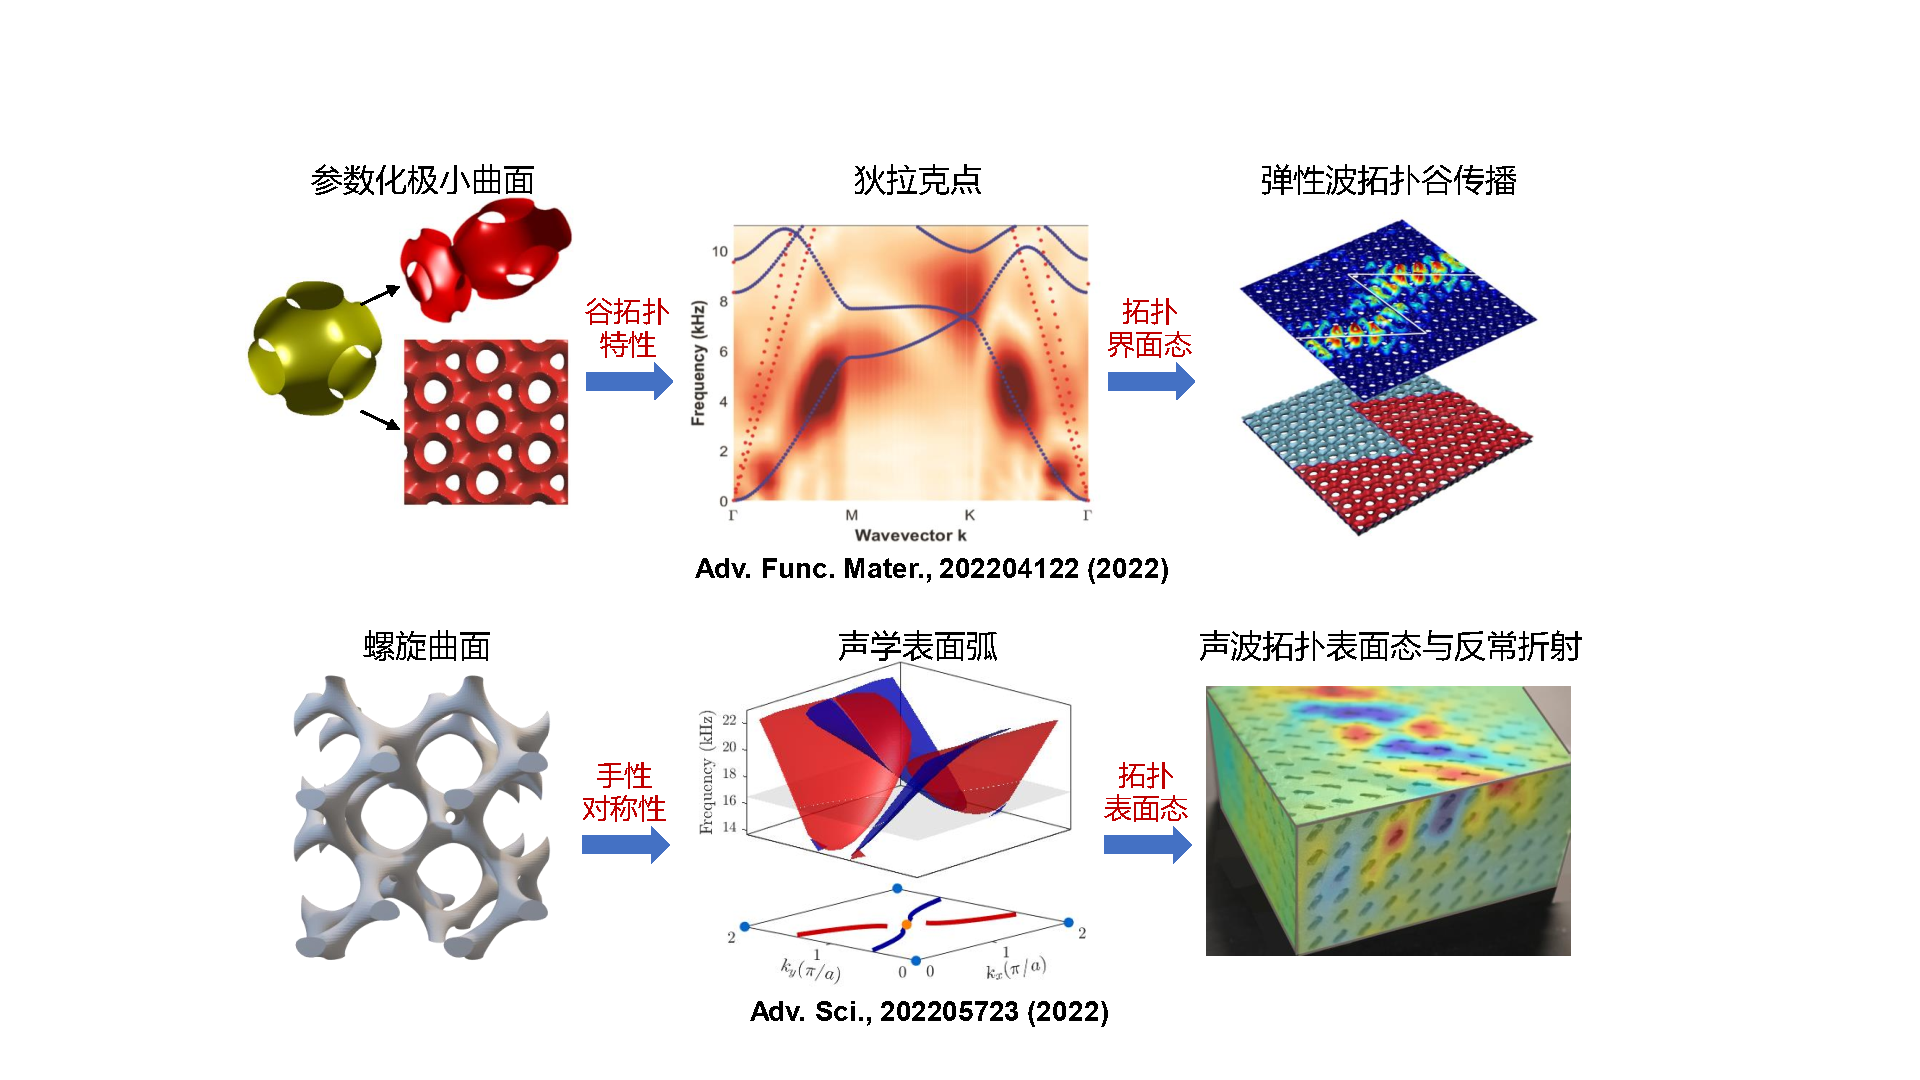 参数化极小曲面
狄拉克点
弹性波拓扑谷传播
谷拓扑
特性
Frequency (kHz)
10
8
6
4
2
0
Γ M K Γ
Wavevector k
拓扑
界面态
Adv. Func. Mater., 202204122 (2022)
螺旋曲面
声学表面弧
声波拓扑表面态与反常折射
手性
对称性
Frequency (kHz)
22
20
18
16
14
2 1 0 0 1 2
k_y(π/a) k_x(π/a)
拓扑
表面态
Adv. Sci., 202205723 (2022)